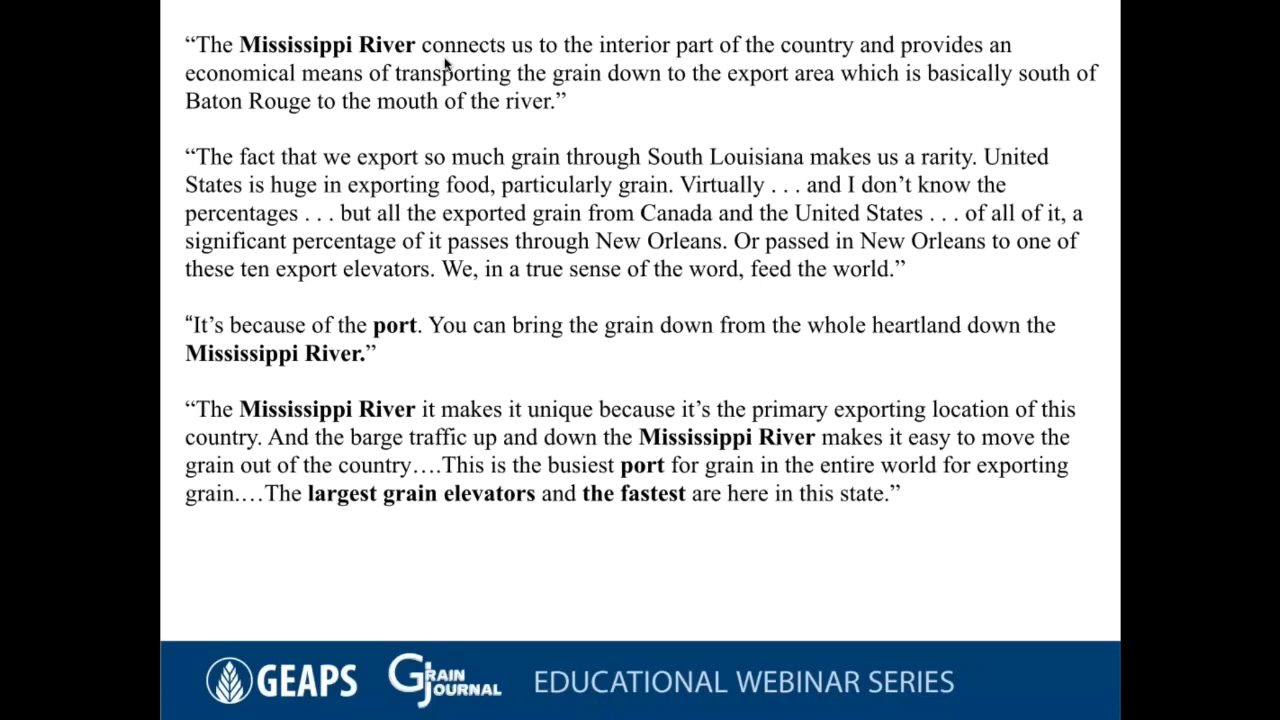 “The Mississippi River connects us to the interior part of the country and provides an
economical means of transporting the grain down to the export area which is basically south of
Baton Rouge to the mouth of the river.”
“The fact that we export so much grain through South Louisiana makes us a rarity. United
States is huge in exporting food, particularly grain. Virtually . . . and I don’t know the
percentages . . . but all the exported grain from Canada and the United States . . . of all of it, a
significant percentage of it passes through New Orleans. Or passed in New Orleans to one of
these ten export elevators. We, in a true sense of the word, feed the world.”
“It’s because of the port. You can bring the grain down from the whole heartland down the
Mississippi River.”
“The Mississippi River it makes it unique because it’s the primary exporting location of this
country. And the barge traffic up and down the Mississippi River makes it easy to move the
grain out of the country….This is the busiest port for grain in the entire world for exporting
grain.…The largest grain elevators and the fastest are here in this state.”
GEAPS GRAIN JOURNAL EDUCATIONAL WEBINAR SERIES